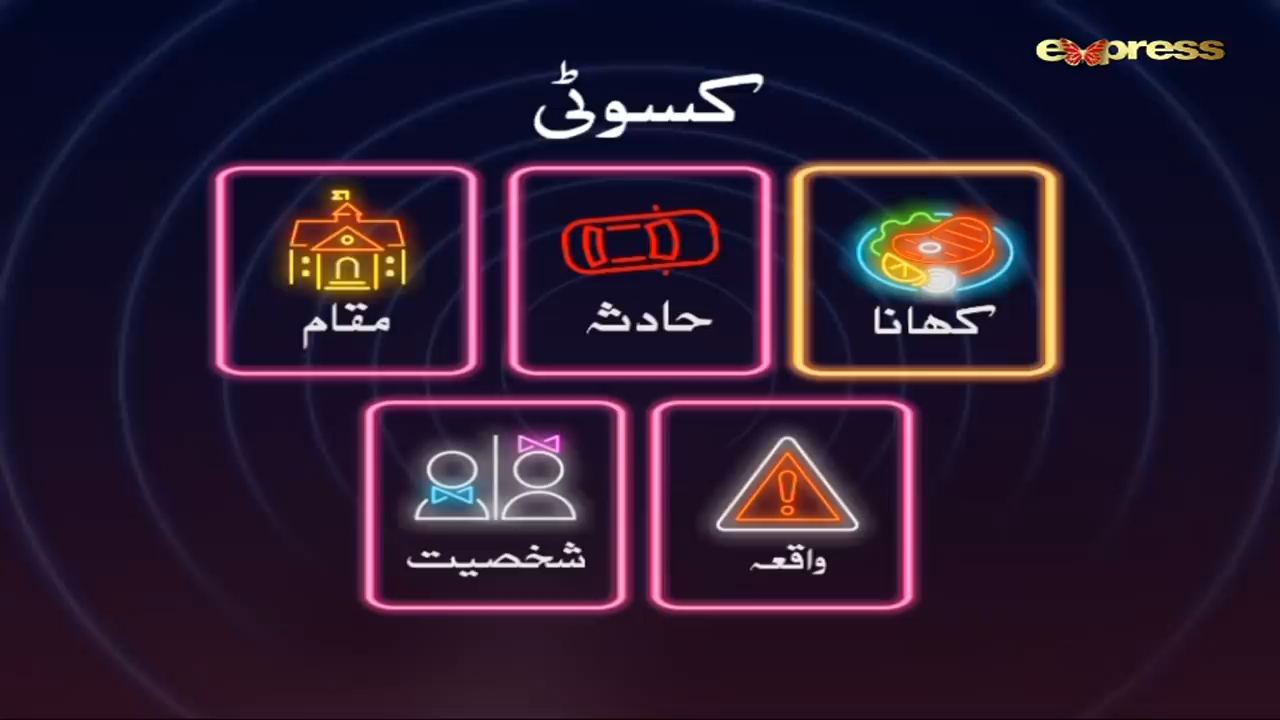 express
کسوٹی
کھانا
حادثہ
مقام
واقعہ
شخصیت